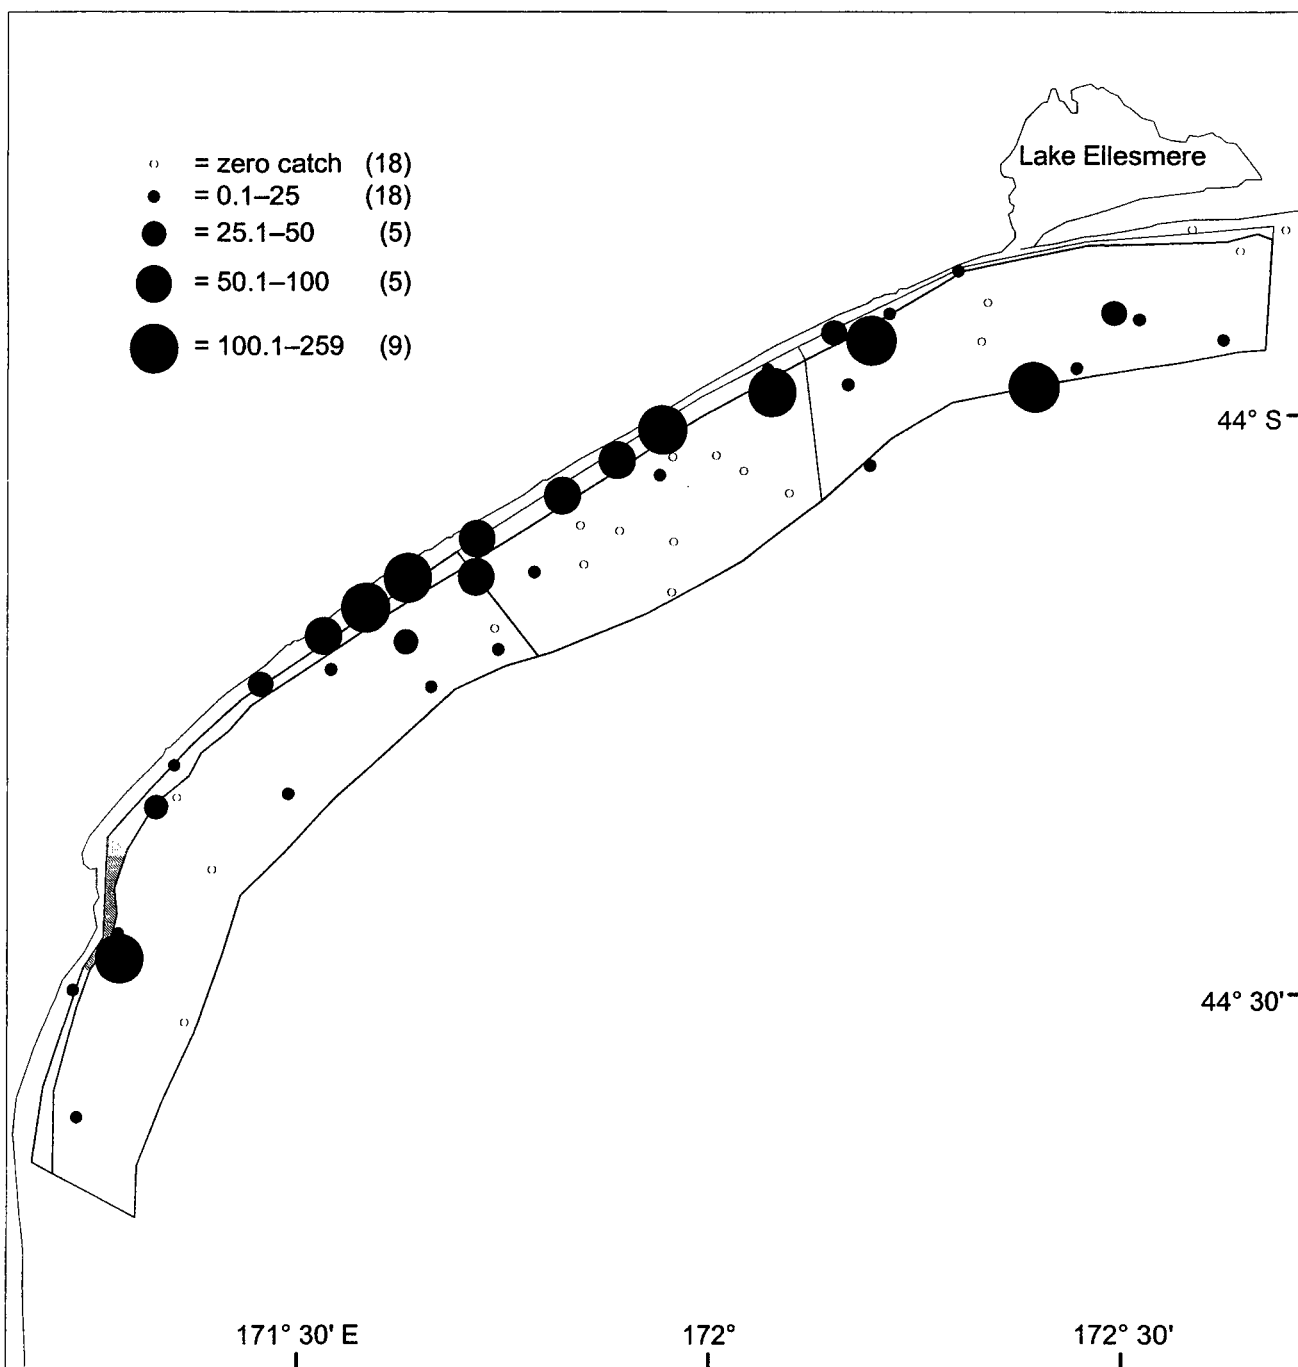 = zero catch (18)
= 0.1–25 (18)
= 25.1–50 (5)
= 50.1–100 (5)
= 100.1–259 (9)
Lake Ellesmere
44° S
44° 30'
171° 30' E 172° 172° 30'